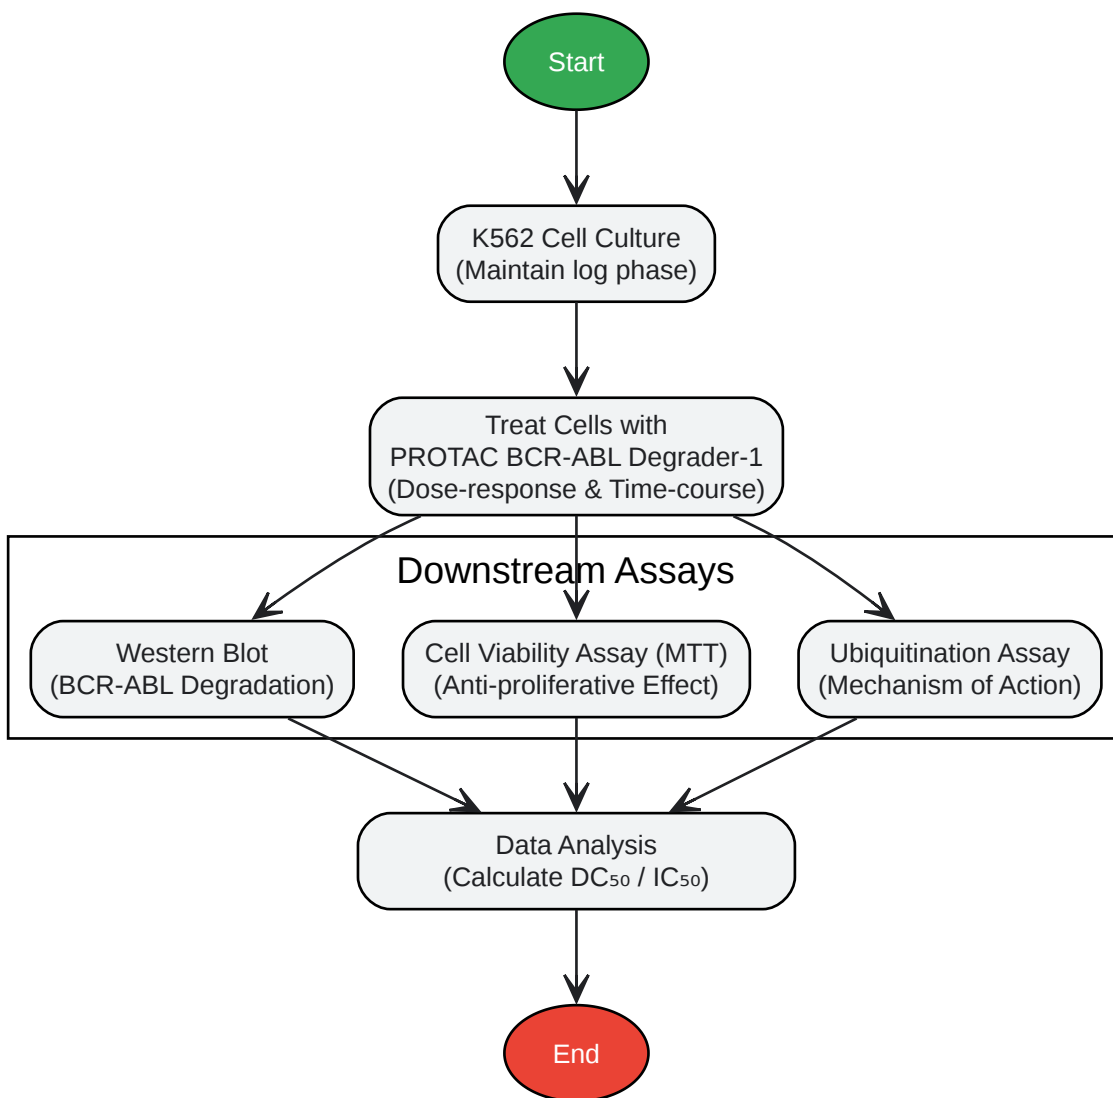 Start
K562 Cell Culture
(Maintain log phase)
Treat Cells with
PROTAC BCR-ABL Degrader-1
(Dose-response & Time-course)
Downstream Assays
Western Blot
(BCR-ABL Degradation)
Cell Viability Assay (MTT)
(Anti-proliferative Effect)
Ubiquitination Assay
(Mechanism of Action)
Data Analysis
(Calculate DC₅₀ / IC₅₀)
End